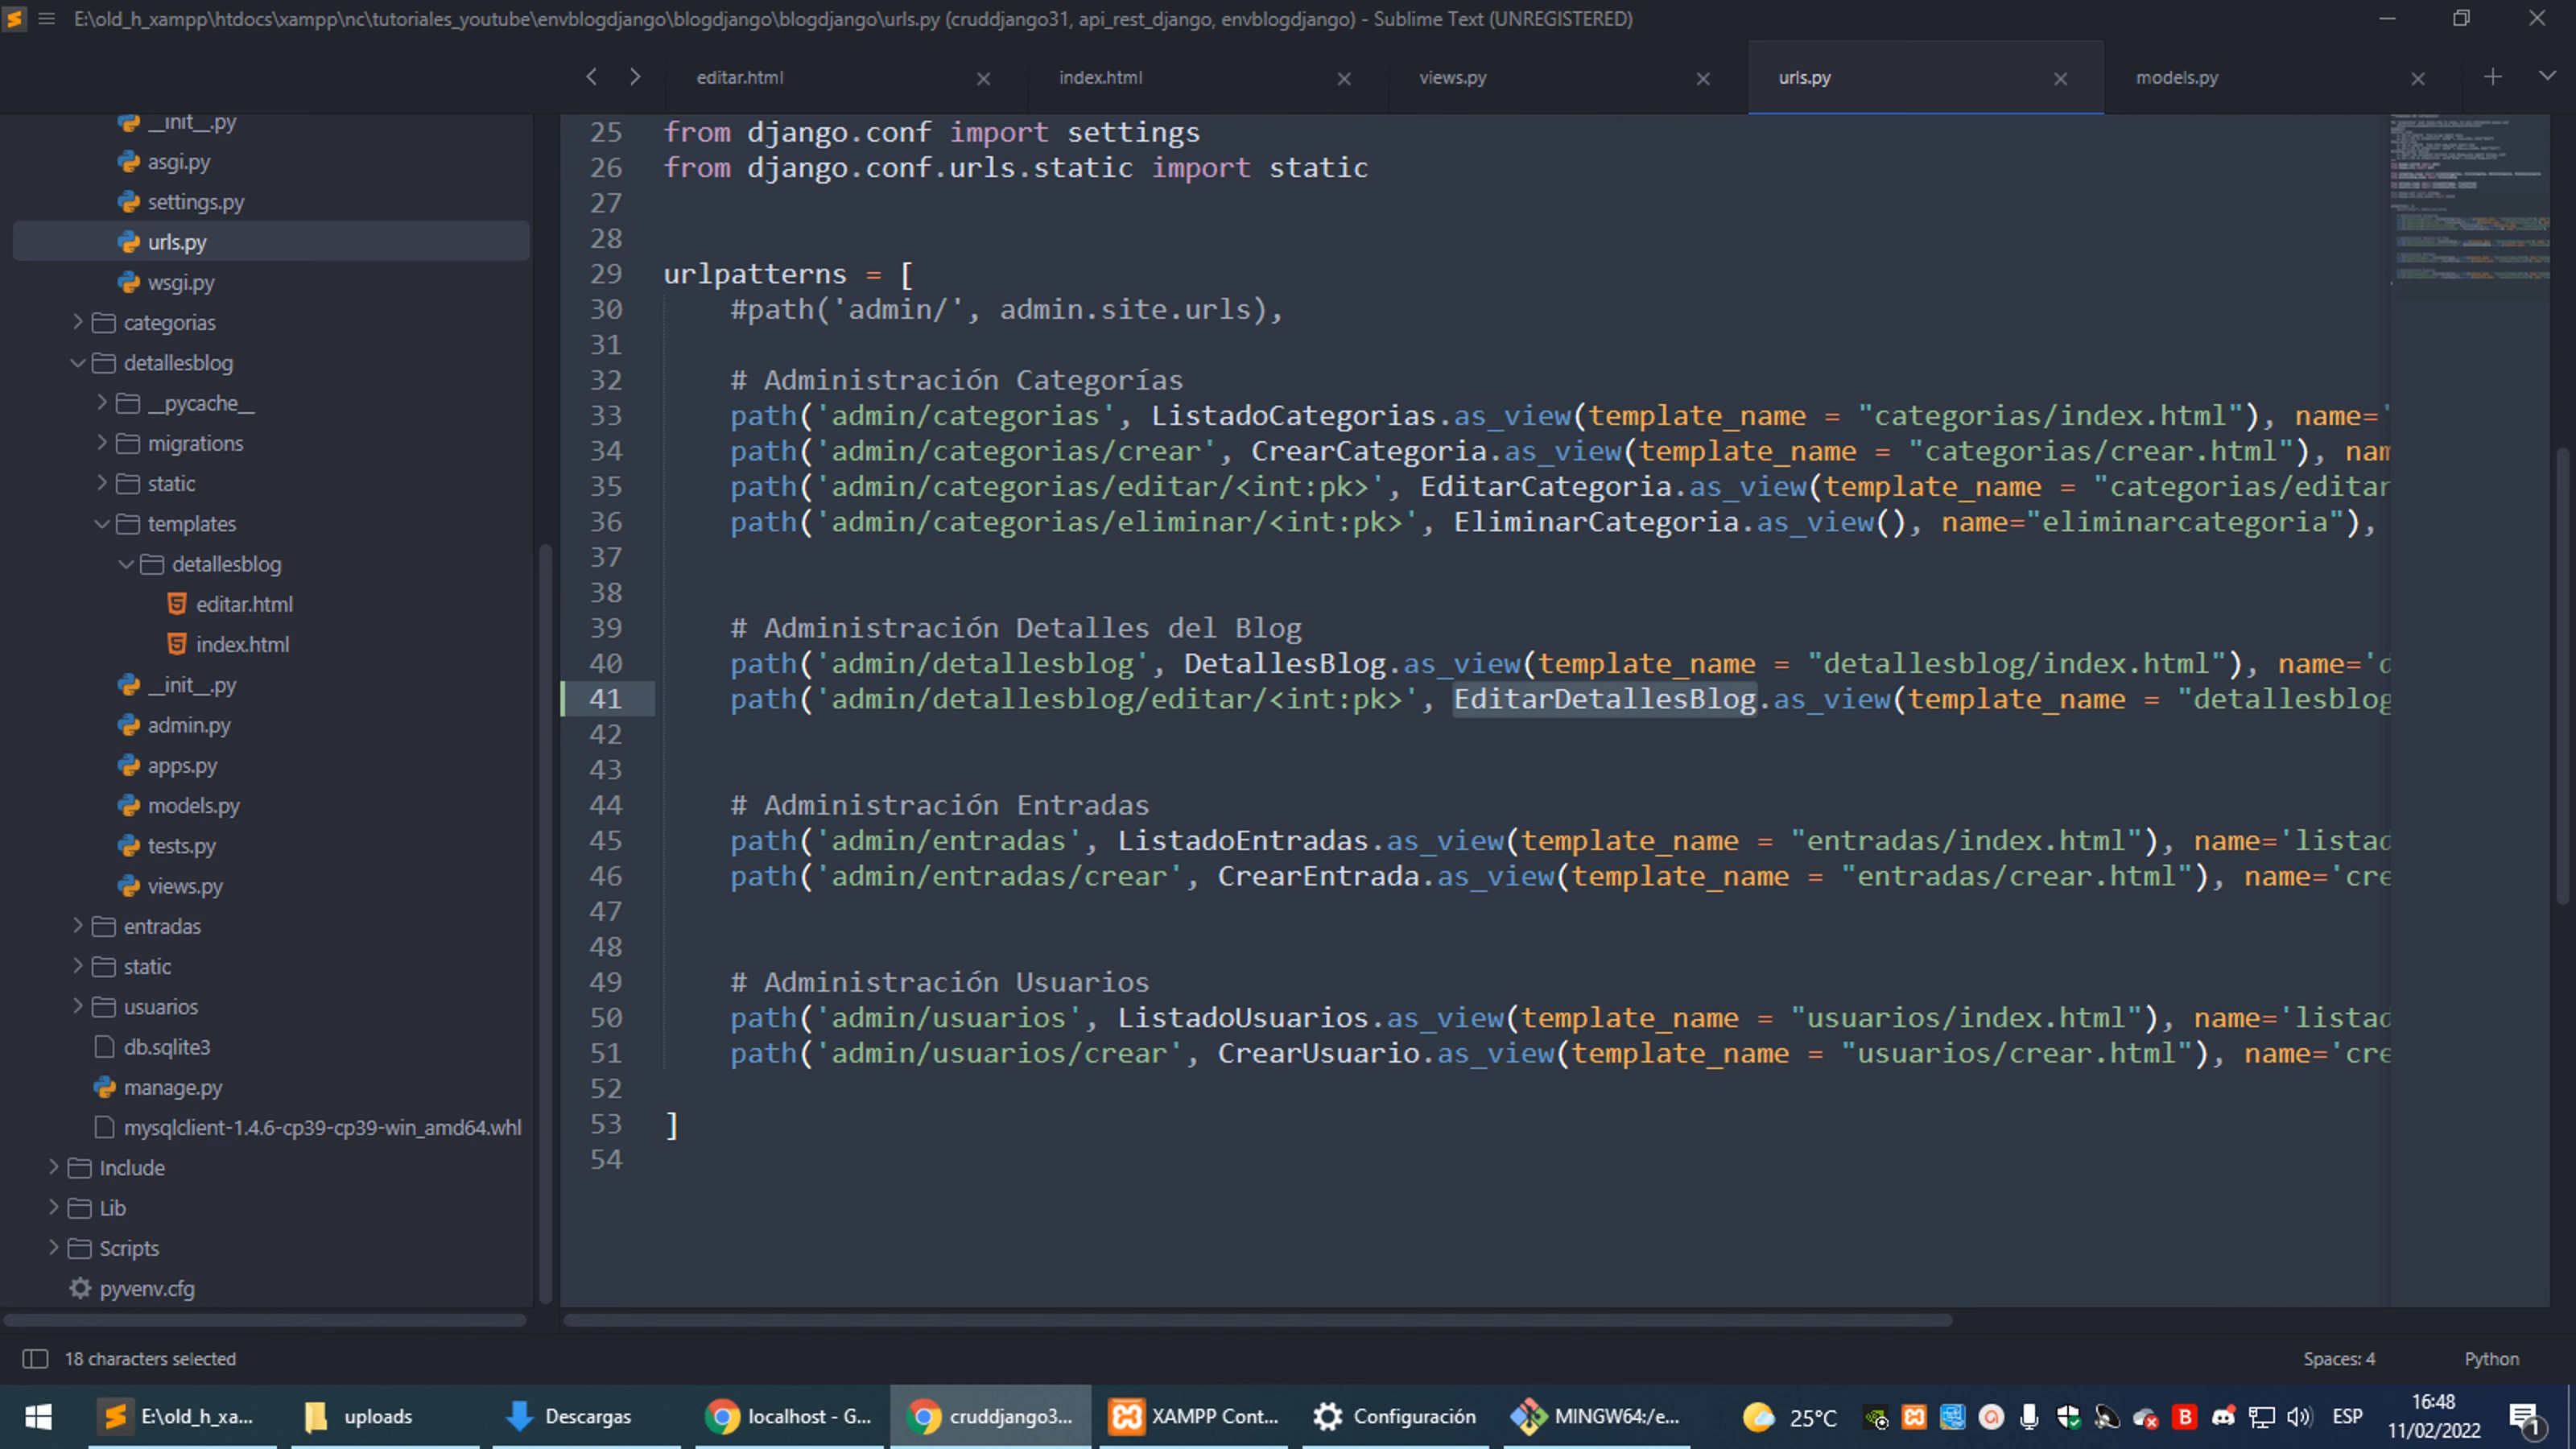 E:\old_h_xampp\htdocs\xampp\nc\tutoriales_youtube\envblogdjango\blogdjango\blogdjango\urls.py (cruddjango31, api_rest_django, envblogdjango) - Sublime Text (UNREGISTERED)
editar.html
index.html
views.py
urls.py
models.py
__init__.py
asgi.py
settings.py
urls.py
wsgi.py
categorias
detallesblog
__pycache__
migrations
static
templates
detallesblog
editar.html
index.html
__init__.py
admin.py
apps.py
models.py
tests.py
views.py
entradas
static
usuarios
db.sqlite3
manage.py
mysqlclient-1.4.6-cp39-cp39-win_amd64.whl
Include
Lib
Scripts
pyvenv.cfg
25 from django.conf import settings
26 from django.conf.urls.static import static
27
28
29 urlpatterns = [
30 #path('admin/', admin.site.urls),
31
32 # Administración Categorías
33 path('admin/categorias', ListadoCategorias.as_view(template_name = "categorias/index.html"), name='
34 path('admin/categorias/crear', CrearCategoria.as_view(template_name = "categorias/crear.html"), nam
35 path('admin/categorias/editar/<int:pk>', EditarCategoria.as_view(template_name = "categorias/editar
36 path('admin/categorias/eliminar/<int:pk>', EliminarCategoria.as_view(), name="eliminarcategoria"),
37
38
39 # Administración Detalles del Blog
40 path('admin/detallesblog', DetallesBlog.as_view(template_name = "detallesblog/index.html"), name='d
41 path('admin/detallesblog/editar/<int:pk>', EditarDetallesBlog.as_view(template_name = "detallesblog
42
43
44 # Administración Entradas
45 path('admin/entradas', ListadoEntradas.as_view(template_name = "entradas/index.html"), name='listad
46 path('admin/entradas/crear', CrearEntrada.as_view(template_name = "entradas/crear.html"), name='cre
47
48
49 # Administración Usuarios
50 path('admin/usuarios', ListadoUsuarios.as_view(template_name = "usuarios/index.html"), name='listad
51 path('admin/usuarios/crear', CrearUsuario.as_view(template_name = "usuarios/crear.html"), name='cre
52
53 ]
54
18 characters selected
Spaces: 4
Python
E:\old_h_xa...
uploads
Descargas
localhost - G...
cruddjango3...
XAMPP Cont...
Configuración
MINGW64:/e...
25°C
ESP
16:48
11/02/2022
1